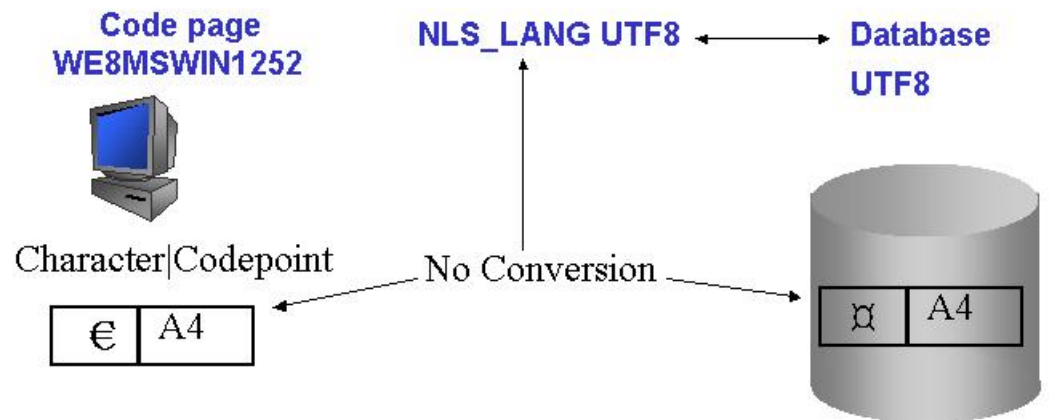 Code page
WE8MSWIN1252
NLS_LANG UTF8
Database
UTF8
Character|Codepoint
No Conversion
€ A4
¤ A4